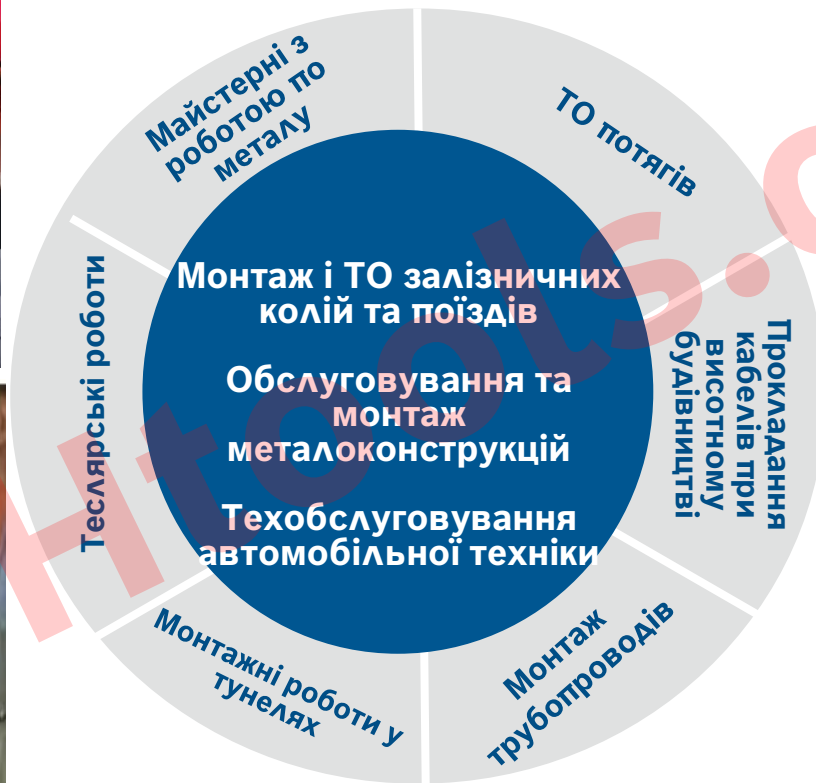 Майстерні з
роботою по
металу
ТО потягів
Теслярські роботи
Монтаж і ТО залізничних
колій та поїздів
Обслуговування та
монтаж
металоконструкцій
Техобслуговування
автомобільної техніки
Прокладання
кабелів при
висотному
будівництві
Монтажні роботи у
тунелях
Монтаж
трубопроводів
Htools.